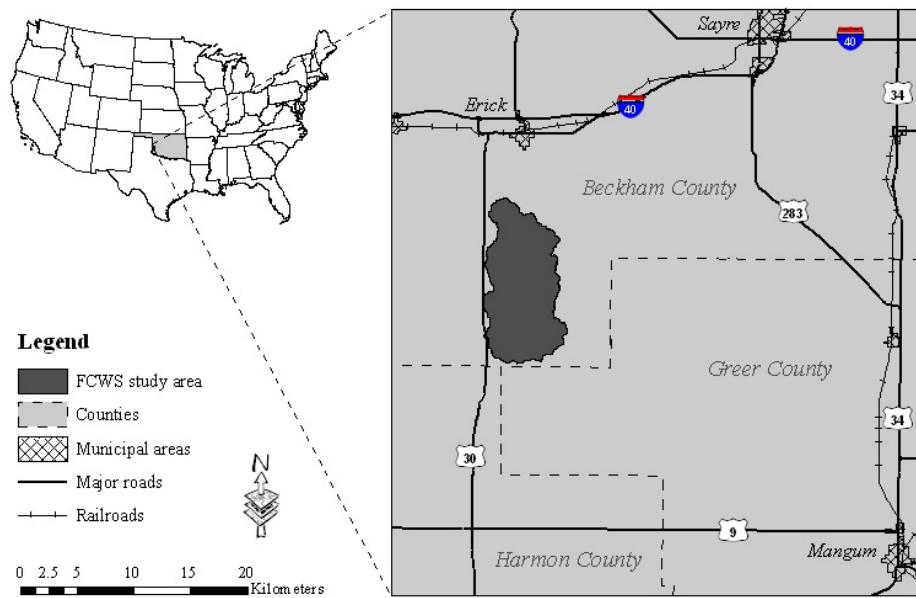 Sayre
40
Erick
40
34
Beckham County
283
Legend
FCWS study area
Counties
Municipal areas
Major roads
Railroads
N
Greer County
34
30
9
Mangum
Harmon County
0 2.5 5 10 15 20
Kilometers